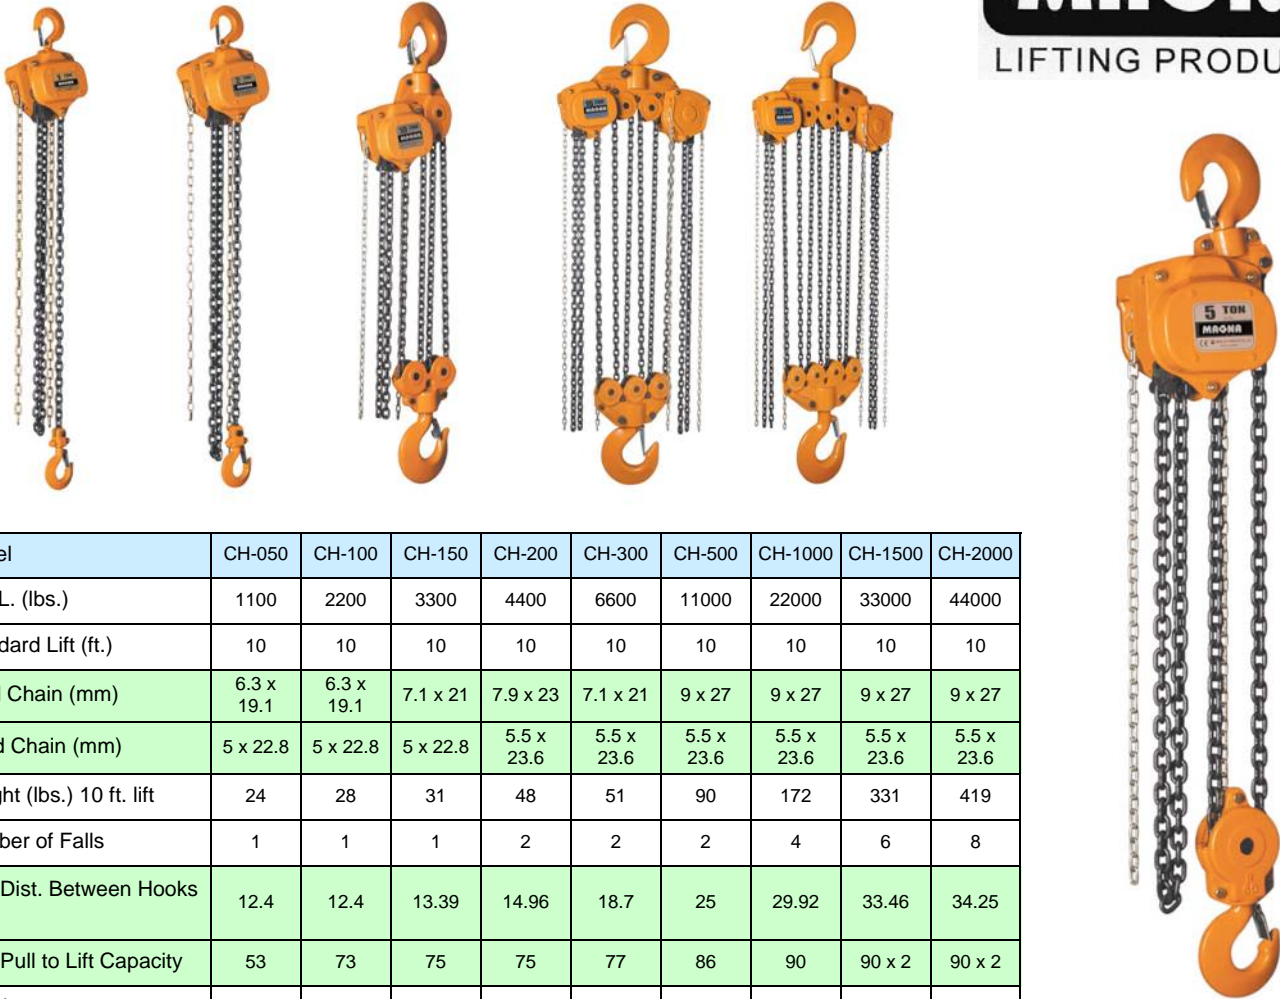 LIFTING PRODU
5 TON
MAGNA
MAGNA
MAGNA
MAGNA
MAGNA
el CH-050 CH-100 CH-150 CH-200 CH-300 CH-500 CH-1000 CH-1500 CH-2000
L. (lbs.) 1100 2200 3300 4400 6600 11000 22000 33000 44000
dard Lift (ft.) 10 10 10 10 10 10 10 10 10
Chain (mm) 6.3 x 19.1 6.3 x 19.1 7.1 x 21 7.9 x 23 7.1 x 21 9 x 27 9 x 27 9 x 27 9 x 27
d Chain (mm) 5 x 22.8 5 x 22.8 5 x 22.8 5.5 x 23.6 5.5 x 23.6 5.5 x 23.6 5.5 x 23.6 5.5 x 23.6 5.5 x 23.6
ght (lbs.) 10 ft. lift 24 28 31 48 51 90 172 331 419
ber of Falls 1 1 1 2 2 2 4 6 8
Dist. Between Hooks 12.4 12.4 13.39 14.96 18.7 25 29.92 33.46 34.25
Pull to Lift Capacity 53 73 75 75 77 86 90 90 x 2 90 x 2